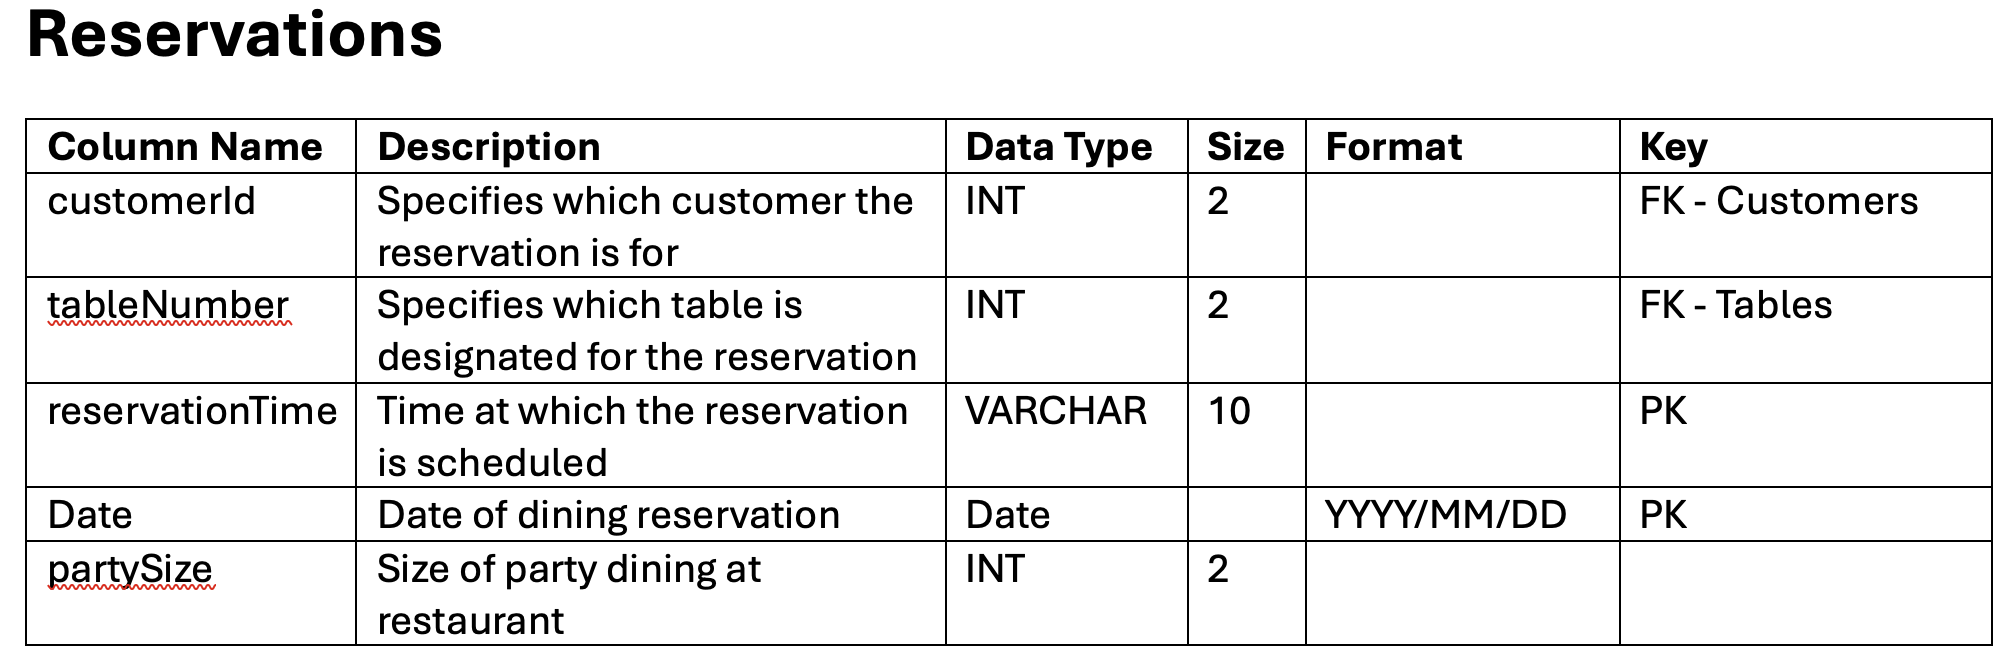 Reservations
Column Name Description Data Type Size Format Key
customerId Specifies which customer the INT 2 FK - Customers
reservation is for
tableNumber Specifies which table is INT 2 FK - Tables
designated for the reservation
reservationTime Time at which the reservation VARCHAR 10 PK
is scheduled
Date Date of dining reservation Date YYYY/MM/DD PK
partySize Size of party dining at INT 2
restaurant